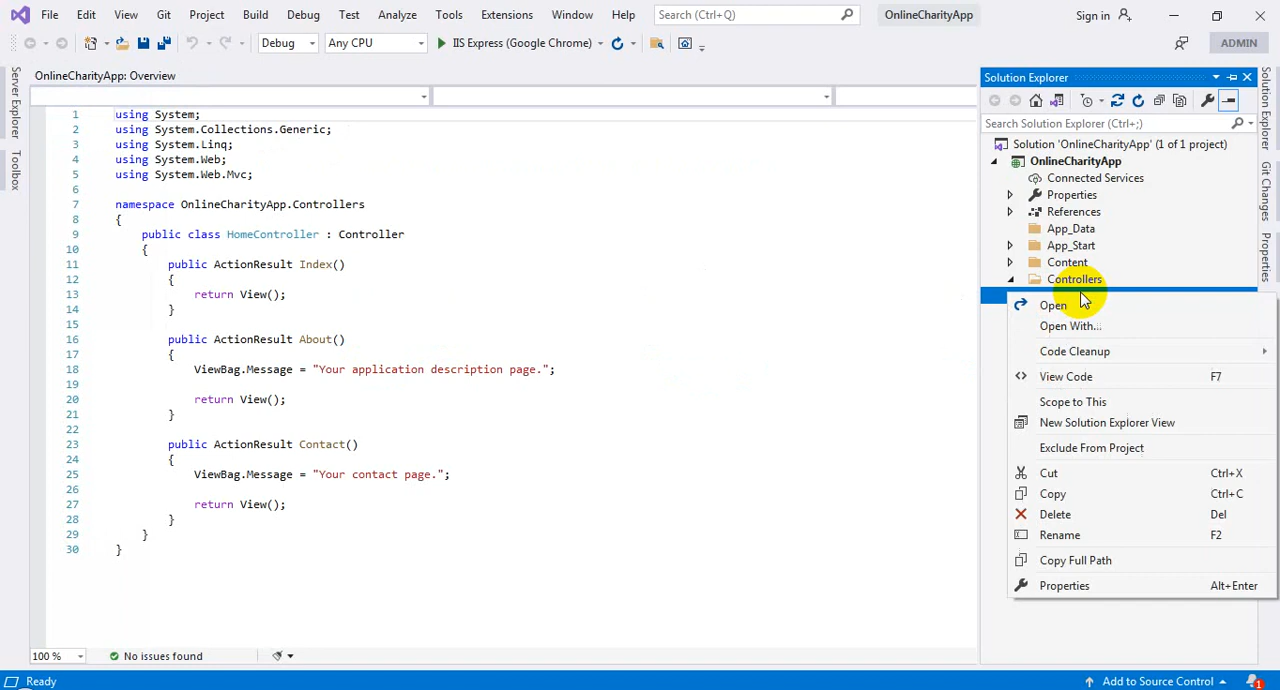 File Edit View Git Project Build Debug Test Analyze Tools Extensions Window Help Search (Ctrl+Q) OnlineCharityApp Sign in
Debug Any CPU IIS Express (Google Chrome) ADMIN
Server Explorer
Toolbox
OnlineCharityApp: Overview
1 using System;
2 using System.Collections.Generic;
3 using System.Linq;
4 using System.Web;
5 using System.Web.Mvc;
6
7 namespace OnlineCharityApp.Controllers
8 {
9 public class HomeController : Controller
10 {
11 public ActionResult Index()
12 {
13 return View();
14 }
15
16 public ActionResult About()
17 {
18 ViewBag.Message = "Your application description page.";
19
20 return View();
21 }
22
23 public ActionResult Contact()
24 {
25 ViewBag.Message = "Your contact page.";
26
27 return View();
28 }
29 }
30 }
100 % No issues found
Solution Explorer
Search Solution Explorer (Ctrl+;)
Solution 'OnlineCharityApp' (1 of 1 project)
OnlineCharityApp
Connected Services
Properties
References
App_Data
App_Start
Content
Controllers
Open
Open With...
Code Cleanup
View Code F7
Scope to This
New Solution Explorer View
Exclude From Project
Cut Ctrl+X
Copy Ctrl+C
Delete Del
Rename F2
Copy Full Path
Properties Alt+Enter
Solution Explorer
Git Changes
Properties
Ready Add to Source Control 1